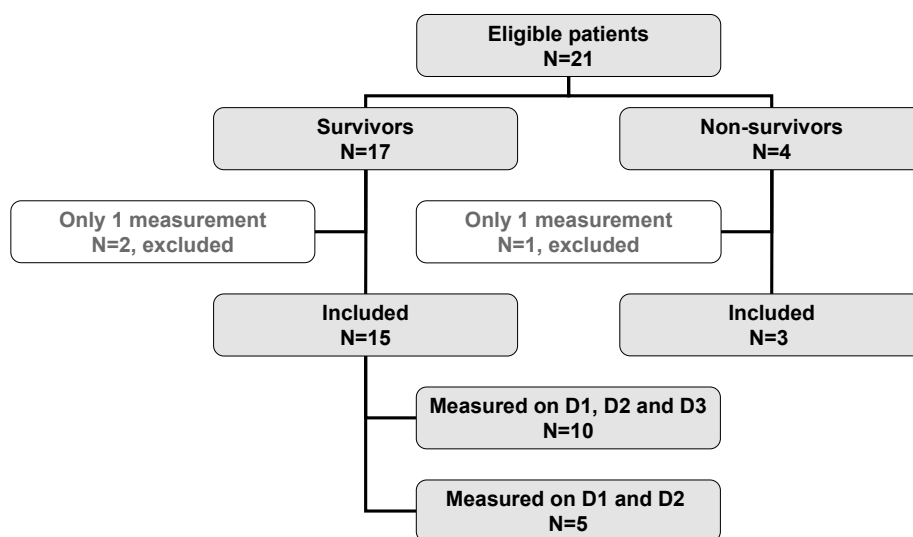 Eligible patients
N=21
Survivors
N=17
Non-survivors
N=4
Only 1 measurement
N=2, excluded
Only 1 measurement
N=1, excluded
Included
N=15
Included
N=3
Measured on D1, D2 and D3
N=10
Measured on D1 and D2
N=5